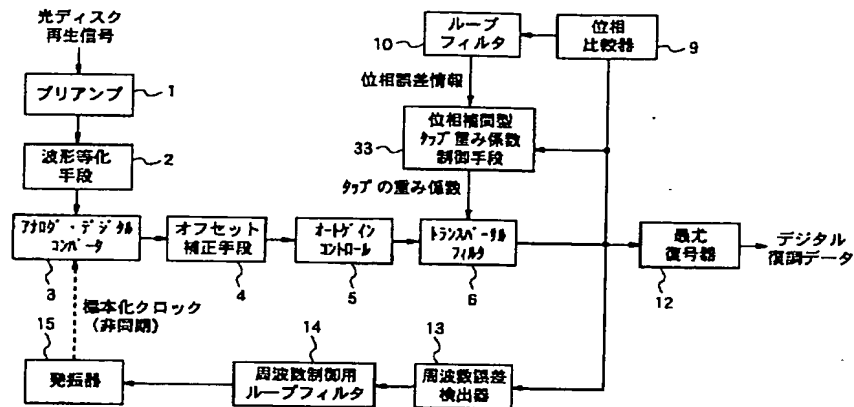 光ディスク
再生信号
プリアンプ
1
波形等化
手段
2
アナログ・デジタル
コンバータ
3
オフセット
補正手段
4
オートゲイン
コントロール
5
トランスバーサル
フィルタ
6
ループ
フィルタ
10
位相
比較器
9
位相誤差情報
位相補間型
タップ重み係数
制御手段
33
タップの重み係数
最尤
復号器
12
デジタル
復調データ
標本化クロック
(非同期)
15
発振器
14
周波数制御用
ループフィルタ
13
周波数誤差
検出器